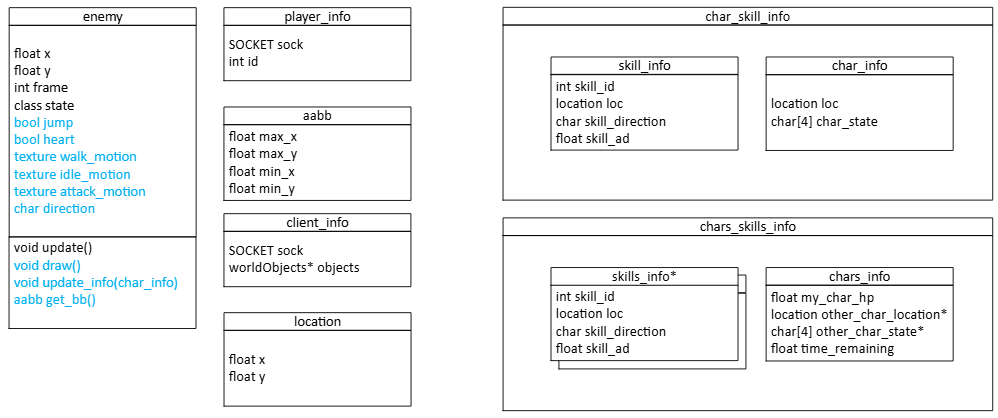 enemy
float x
float y
int frame
class state
bool jump
bool heart
texture walk_motion
texture idle_motion
texture attack_motion
char direction
void update()
void draw()
void update_info(char_info)
aabb get_bb()
player_info
SOCKET sock
int id
aabb
float max_x
float max_y
float min_x
float min_y
client_info
SOCKET sock
worldObjects* objects
location
float x
float y
char_skill_info
skill_info
int skill_id
location loc
char skill_direction
float skill_ad
char_info
location loc
char[4] char_state
chars_skills_info
skills_info*
int skill_id
location loc
char skill_direction
float skill_ad
chars_info
float my_char_hp
location other_char_location*
char[4] other_char_state*
float time_remaining